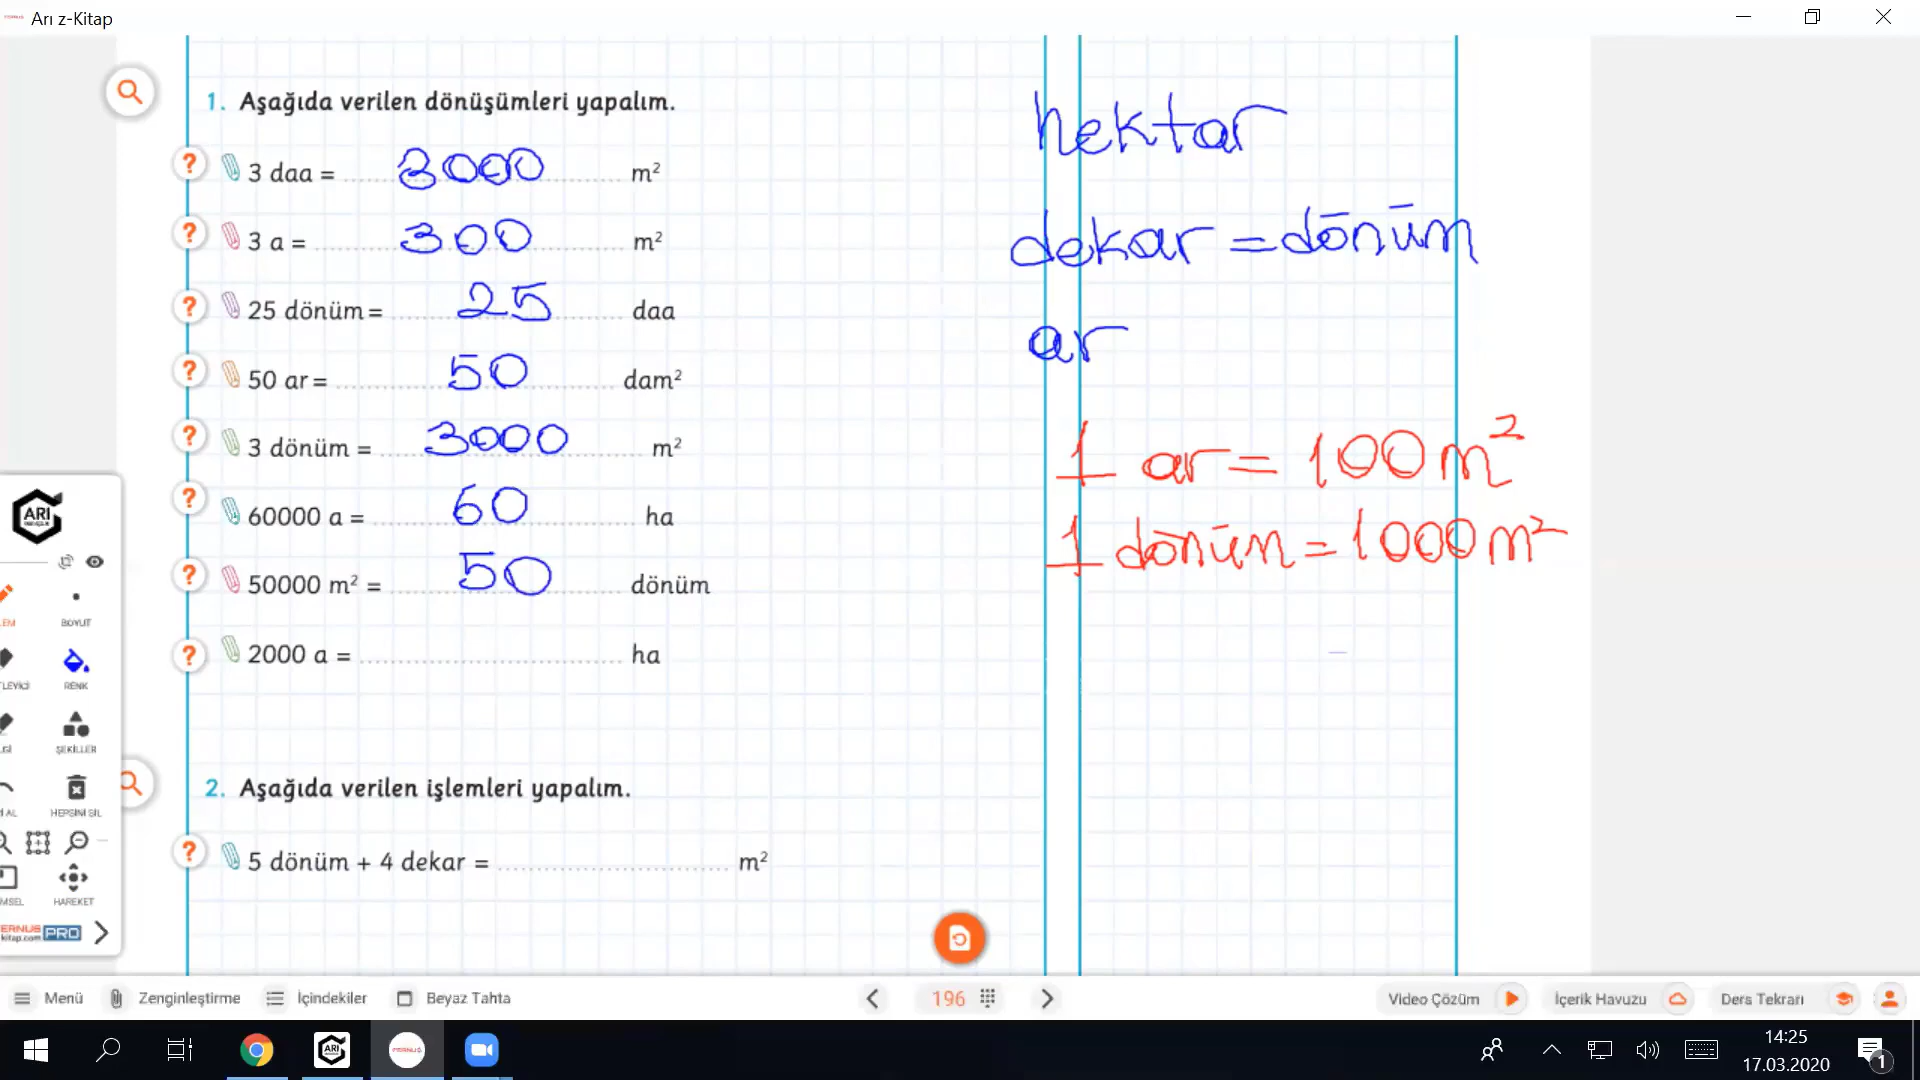 Arı z-Kitap
1. Aşağıda verilen dönüşümleri yapalım.
? 3 daa = 3000 m²
? 3 a = 300 m²
? 25 dönüm = 25 daa
? 50 ar = 50 dam²
? 3 dönüm = 3000 m²
? 60000 a = 60 ha
? 50000 m² = 50 dönüm
? 2000 a = ha
2. Aşağıda verilen işlemleri yapalım.
? 5 dönüm + 4 dekar = m²
hektar
dekar = dönüm
ar
1 ar = 100 m²
1 dönüm = 1000 m²
ARI
BOYUT
RENK
ŞEKİLLER
HEPSİNİ SİL
HAREKET
PRO
Menü Zenginleştirme İçindekiler Beyaz Tahta 196 Video Çözüm İçerik Havuzu Ders Tekrarı
ARI
14:25
17.03.2020
1